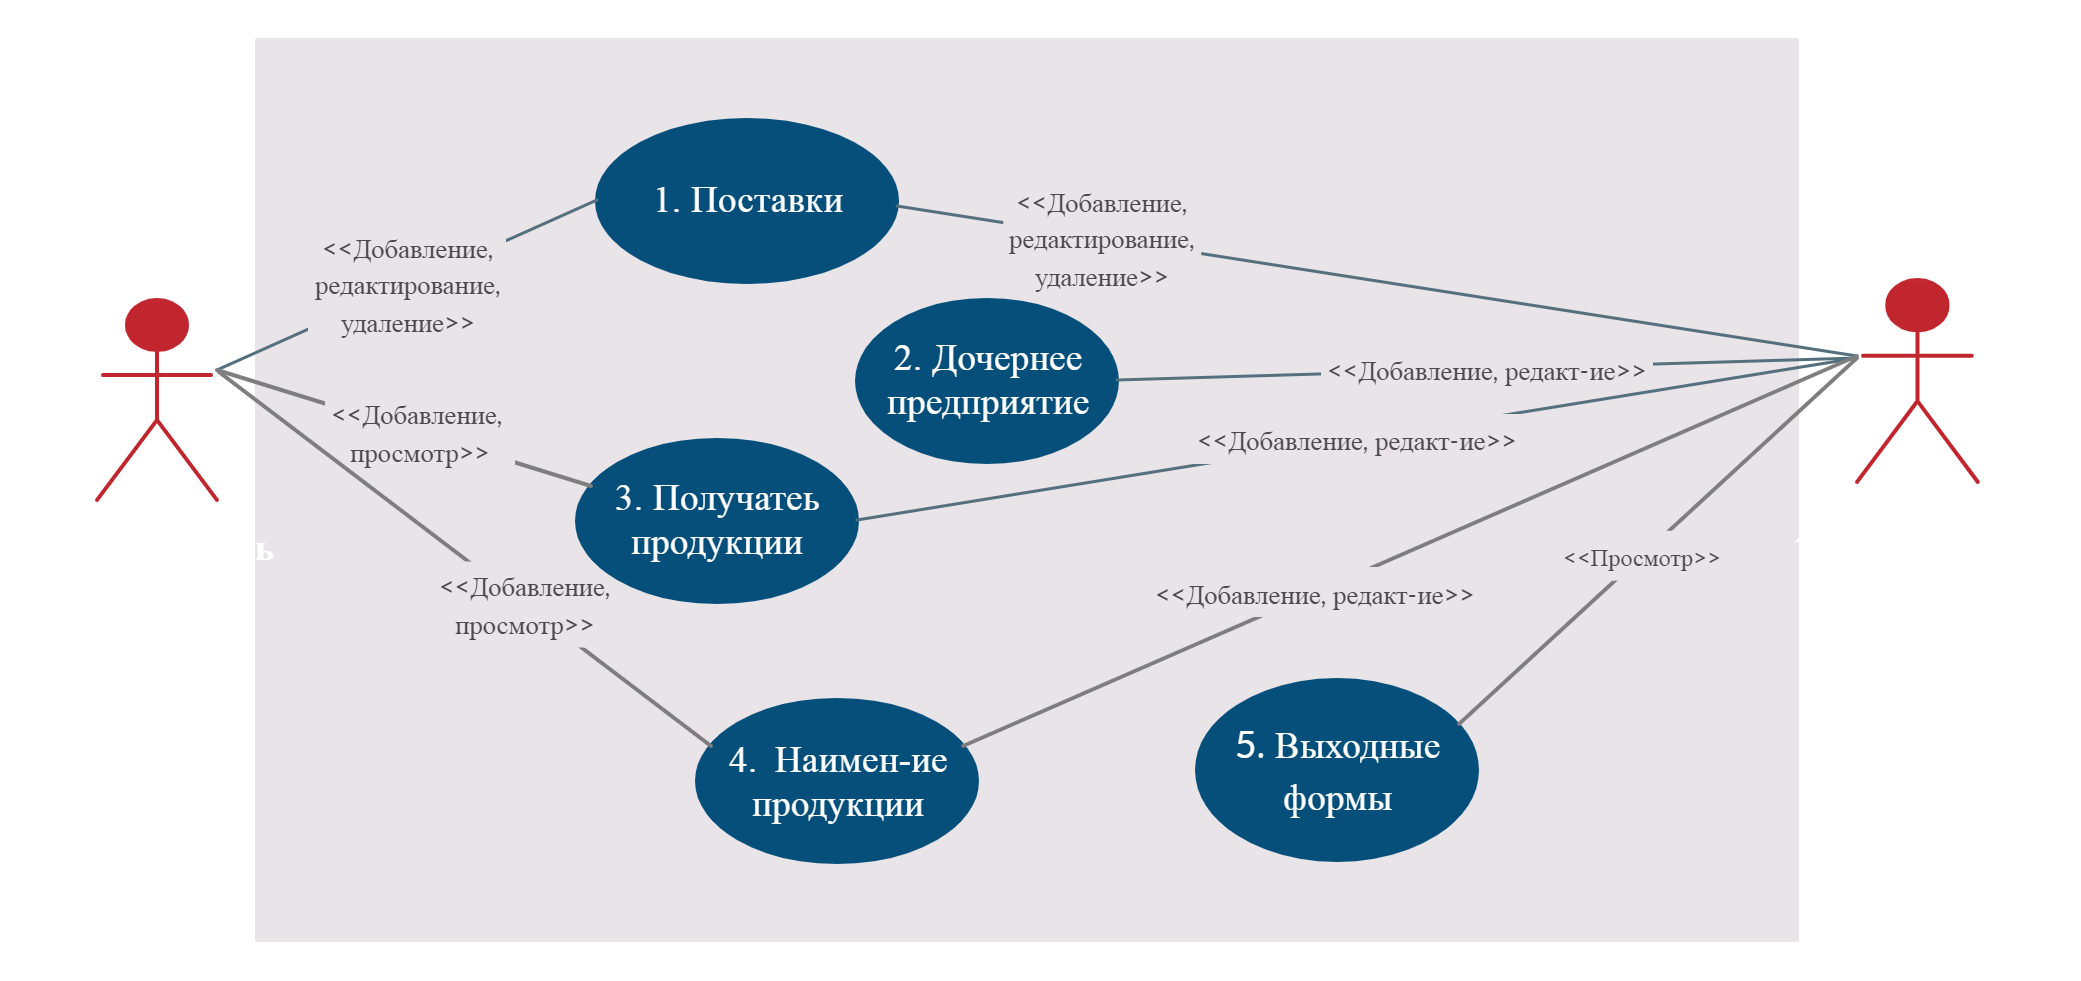 1. Поставки
<<Добавление,
редактирование,
удаление>>
<<Добавление,
редактирование,
удаление>>
2. Дочернее
предприятие
<<Добавление, редакт-ие>>
<<Добавление,
просмотр>>
<<Добавление, редакт-ие>>
3. Получатеь
продукции
ь
<<Добавление,
просмотр>>
<<Добавление, редакт-ие>>
<<Просмотр>>
4. Наимен-ие
продукции
5. Выходные
формы